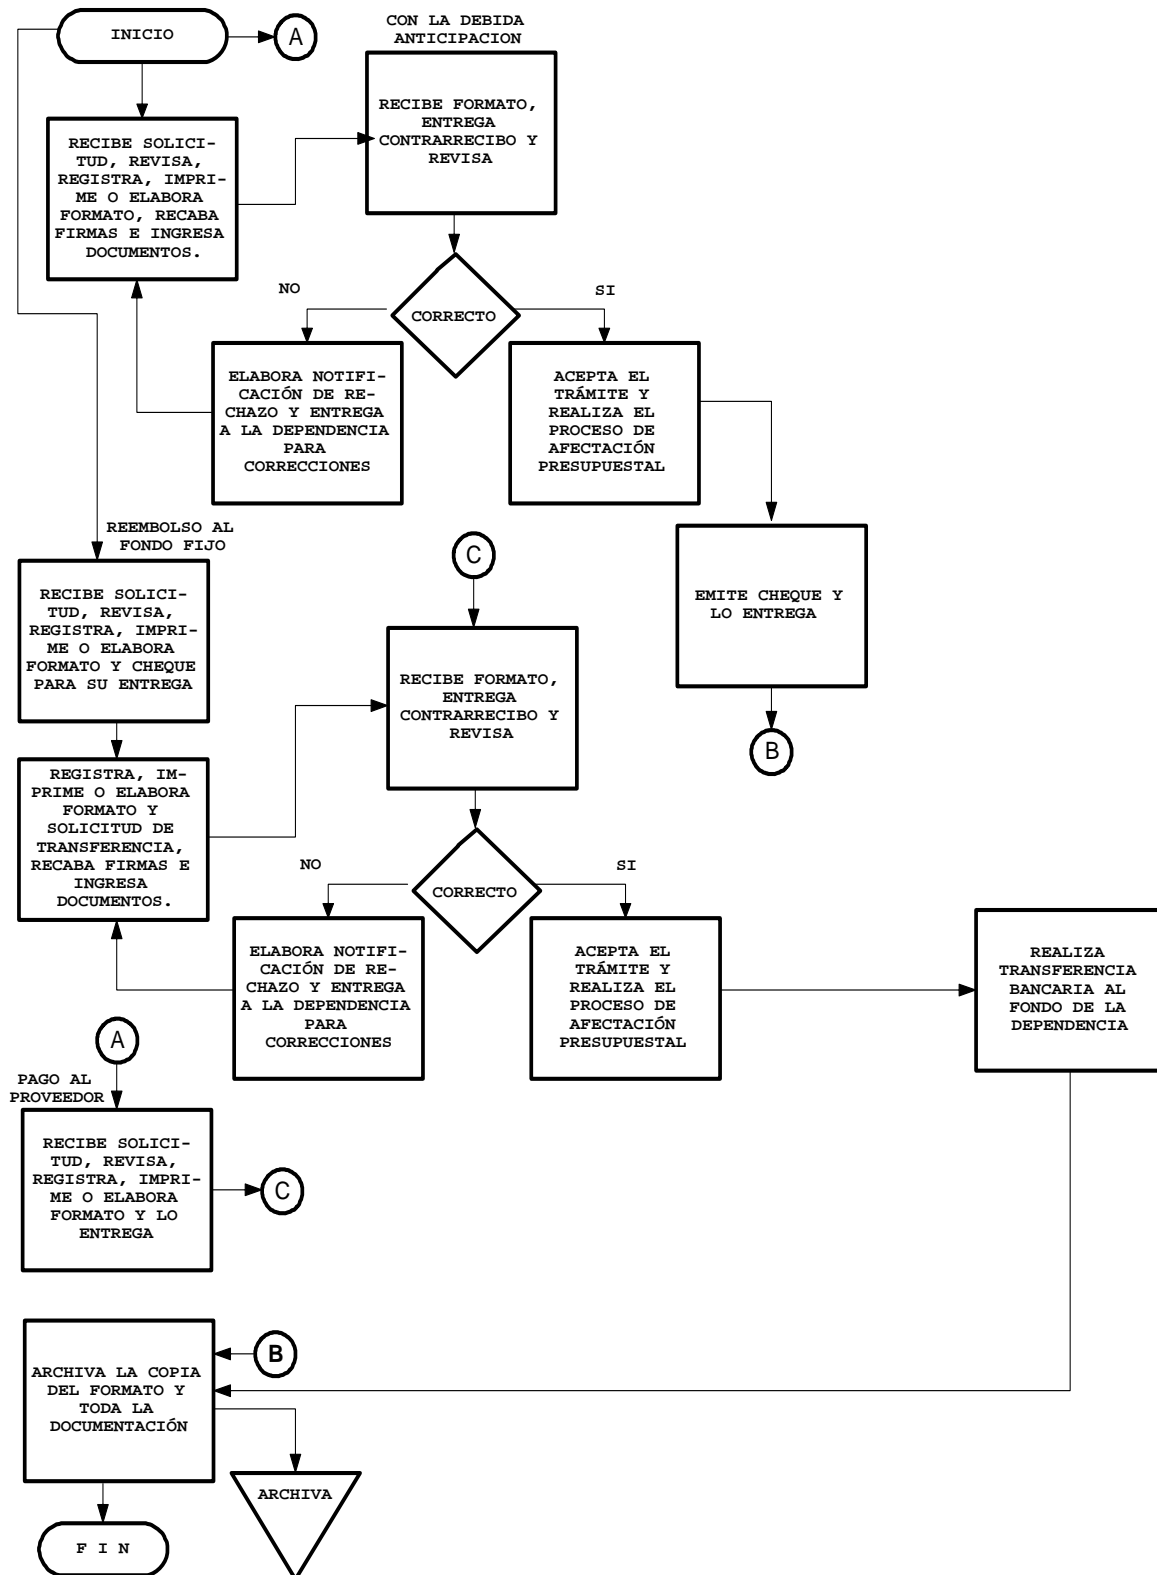 INICIO
A
CON LA DEBIDA
ANTICIPACION
RECIBE FORMATO,
ENTREGA
CONTRARRECIBO Y
REVISA
RECIBE SOLICI-
TUD, REVISA,
REGISTRA, IMPRI-
ME O ELABORA
FORMATO, RECABA
FIRMAS E INGRESA
DOCUMENTOS.
NO
CORRECTO
SI
ELABORA NOTIFI-
CACIÓN DE RE-
CHAZO Y ENTREGA
A LA DEPENDENCIA
PARA
CORRECCIONES
ACEPTA EL
TRÁMITE Y
REALIZA EL
PROCESO DE
AFECTACIÓN
PRESUPUESTAL
REEMBOLSO AL
FONDO FIJO
C
EMITE CHEQUE Y
LO ENTREGA
RECIBE SOLICI-
TUD, REVISA,
REGISTRA, IMPRI-
ME O ELABORA
FORMATO Y CHEQUE
PARA SU ENTREGA
RECIBE FORMATO,
ENTREGA
CONTRARRECIBO Y
REVISA
B
REGISTRA, IM-
PRIME O ELABORA
FORMATO Y
SOLICITUD DE
TRANSFERENCIA,
RECABA FIRMAS E
INGRESA
DOCUMENTOS.
NO
CORRECTO
SI
ELABORA NOTIFI-
CACIÓN DE RE-
CHAZO Y ENTREGA
A LA DEPENDENCIA
PARA
CORRECCIONES
ACEPTA EL
TRÁMITE Y
REALIZA EL
PROCESO DE
AFECTACIÓN
PRESUPUESTAL
REALIZA
TRANSFERENCIA
BANCARIA AL
FONDO DE LA
DEPENDENCIA
A
PAGO AL
PROVEEDOR
RECIBE SOLICI-
TUD, REVISA,
REGISTRA, IMPRI-
ME O ELABORA
FORMATO Y LO
ENTREGA
C
B
ARCHIVA LA COPIA
DEL FORMATO Y
TODA LA
DOCUMENTACIÓN
ARCHIVA
F I N